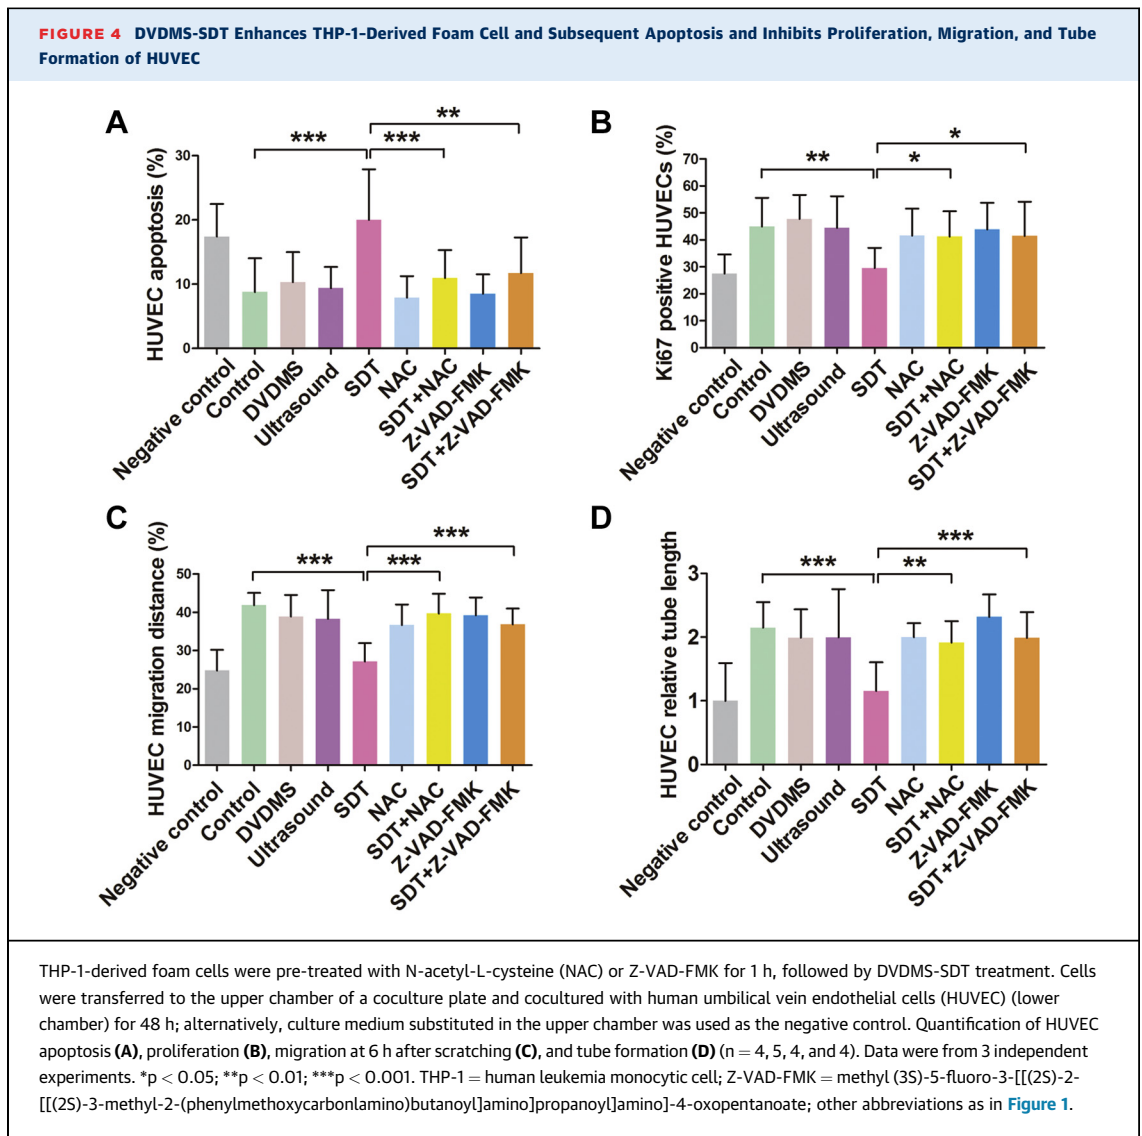 FIGURE 4 DVDMS-SDT Enhances THP-1-Derived Foam Cell and Subsequent Apoptosis and Inhibits Proliferation, Migration, and Tube
Formation of HUVEC
A
HUVEC apoptosis (%)
30
20
10
0
***
***
**
Negative control
Control
DVDMS
Ultrasound
SDT
NAC
SDT+NAC
Z-VAD-FMK
SDT+Z-VAD-FMK
B
Ki67 positive HUVECs (%)
70
60
50
40
30
20
10
0
**
*
*
Negative control
Control
DVDMS
Ultrasound
SDT
NAC
SDT+NAC
Z-VAD-FMK
SDT+Z-VAD-FMK
C
HUVEC migration distance (%)
50
40
30
20
10
0
***
***
***
Negative control
Control
DVDMS
Ultrasound
SDT
NAC
SDT+NAC
Z-VAD-FMK
SDT+Z-VAD-FMK
D
HUVEC relative tube length
3
2
1
0
***
**
***
Negative control
Control
DVDMS
Ultrasound
SDT
NAC
SDT+NAC
Z-VAD-FMK
SDT+Z-VAD-FMK
THP-1-derived foam cells were pre-treated with N-acetyl-L-cysteine (NAC) or Z-VAD-FMK for 1 h, followed by DVDMS-SDT treatment. Cells
were transferred to the upper chamber of a coculture plate and cocultured with human umbilical vein endothelial cells (HUVEC) (lower
chamber) for 48 h; alternatively, culture medium substituted in the upper chamber was used as the negative control. Quantification of HUVEC
apoptosis (A), proliferation (B), migration at 6 h after scratching (C), and tube formation (D) (n = 4, 5, 4, and 4). Data were from 3 independent
experiments. *p < 0.05; **p < 0.01; ***p < 0.001. THP-1 = human leukemia monocytic cell; Z-VAD-FMK = methyl (3S)-5-fluoro-3-[[(2S)-2-
[[(2S)-3-methyl-2-(phenylmethoxycarbonlamino)butanoyl]amino]propanoyl]amino]-4-oxopentanoate; other abbreviations as in Figure 1.